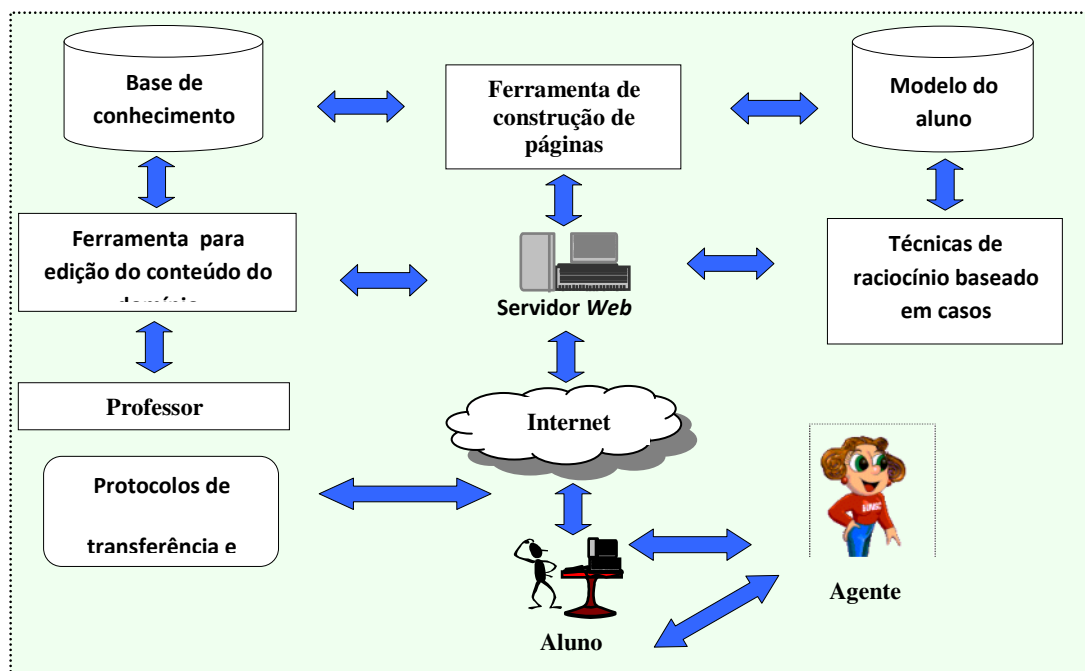 Base de
conhecimento
Ferramenta de
construção de
páginas
Modelo do
aluno
Ferramenta para
edição do conteúdo do
Servidor Web
Técnicas de
raciocínio baseado
em casos
Professor
Internet
Protocolos de
transferência e
Aluno
Agente